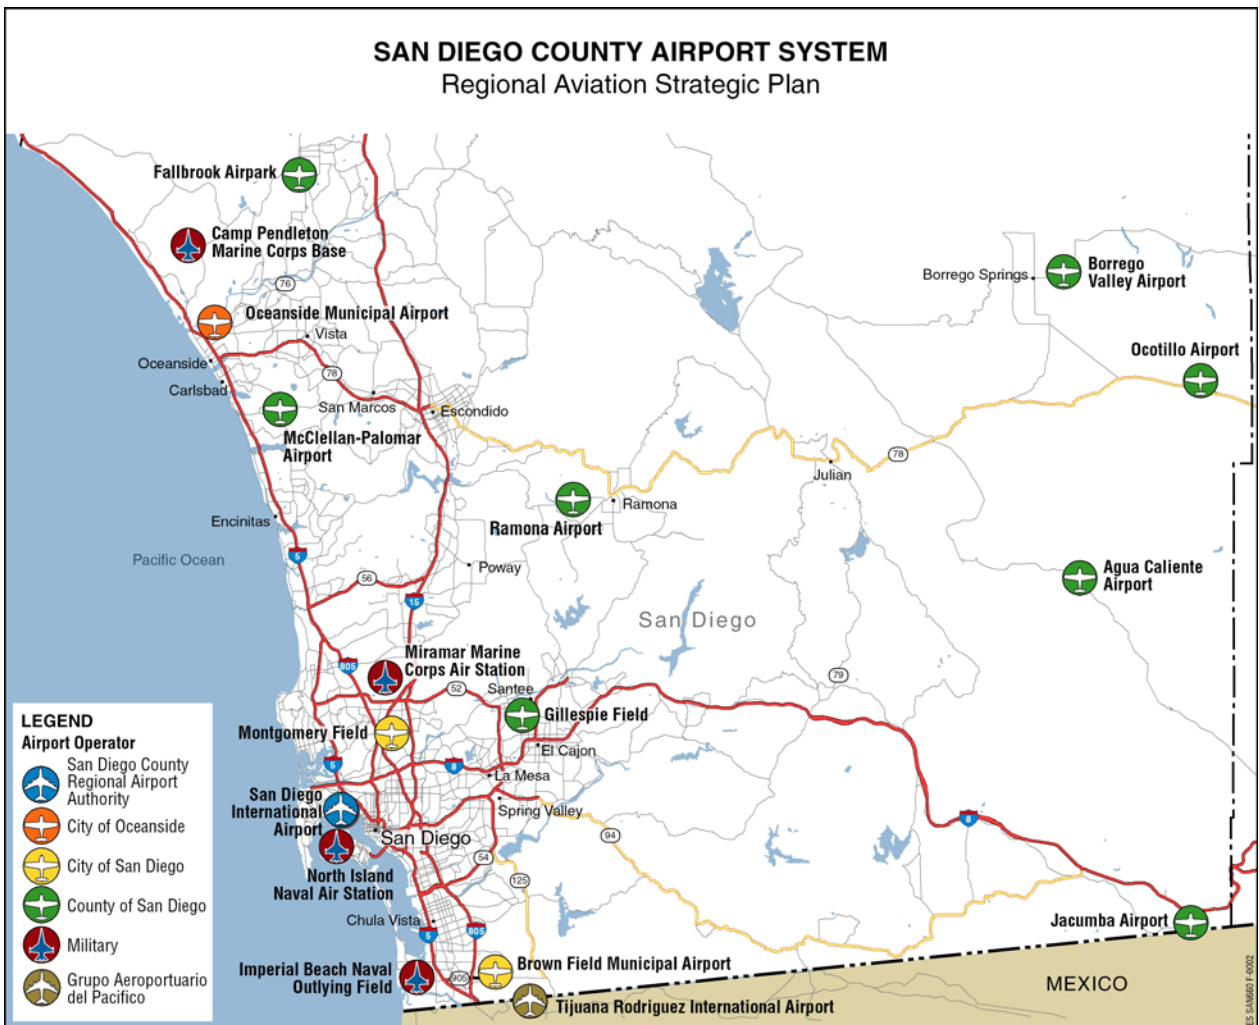 SAN DIEGO COUNTY AIRPORT SYSTEM
Regional Aviation Strategic Plan
Fallbrook Airpark
Camp Pendleton
Marine Corps Base
76
Borrego Springs
Borrego
Valley Airport
Oceanside Municipal Airport
Vista
Oceanside
78
Carlsbad
San Marcos
Escondido
Ocotillo Airport
McClellan-Palomar
Airport
78
Julian
Ramona
Ramona Airport
Encinitas
Pacific Ocean
5
56
Poway
15
Agua Caliente
Airport
San Diego
Miramar Marine
Corps Air Station
805
52
Santee
79
Gillespie Field
Montgomery Field
El Cajon
5
8
La Mesa
San Diego
International
Airport
Spring Valley
San Diego
94
8
North Island
Naval Air Station
54
125
Chula Vista
5
805
Jacumba Airport
Imperial Beach Naval
Outlying Field
905
Brown Field Municipal Airport
Tijuana Rodriguez International Airport
MEXICO
LEGEND
Airport Operator
San Diego County
Regional Airport
Authority
City of Oceanside
City of San Diego
County of San Diego
Military
Grupo Aeroportuario
del Pacifico